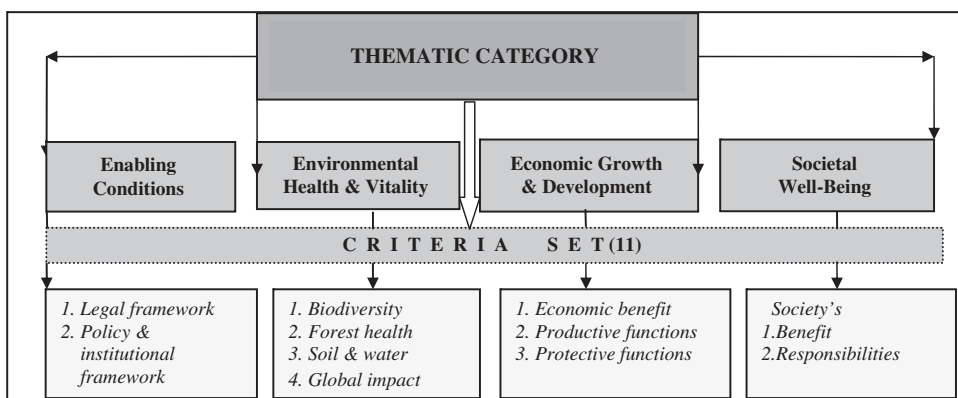 THEMATIC CATEGORY
Enabling
Conditions
Environmental
Health & Vitality
Economic Growth
& Development
Societal
Well-Being
C R I T E R I A S E T (11)
1. Legal framework
2. Policy &
institutional
framework
1. Biodiversity
2. Forest health
3. Soil & water
4. Global impact
1. Economic benefit
2. Productive functions
3. Protective functions
Society's
1.Benefit
2.Responsibilities